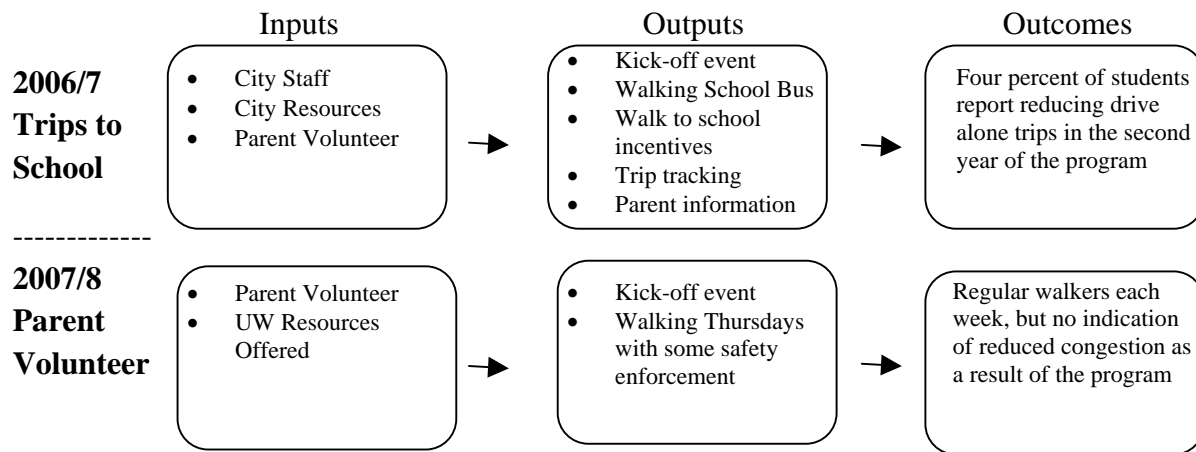 Inputs
Outputs
Outcomes
2006/7
Trips to
School
• City Staff
• City Resources
• Parent Volunteer
• Kick-off event
• Walking School Bus
• Walk to school
incentives
• Trip tracking
• Parent information
Four percent of students
report reducing drive
alone trips in the second
year of the program
-------------
2007/8
Parent
Volunteer
• Parent Volunteer
• UW Resources
Offered
• Kick-off event
• Walking Thursdays
with some safety
enforcement
Regular walkers each
week, but no indication
of reduced congestion as
a result of the program